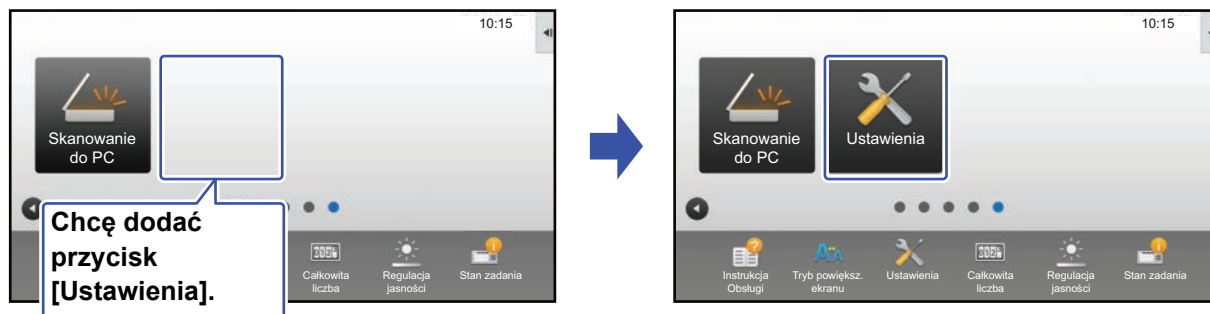 10:15
Skanowanie
do PC
Chcę dodać
przycisk
[Ustawienia].
Całkowita
liczba
Regulacja
jasności
Stan zadania
10:15
Skanowanie
do PC
Ustawienia
Instrukcja
Obsługi
Tryb powiększ.
ekranu
Ustawienia
Całkowita
liczba
Regulacja
jasności
Stan zadania